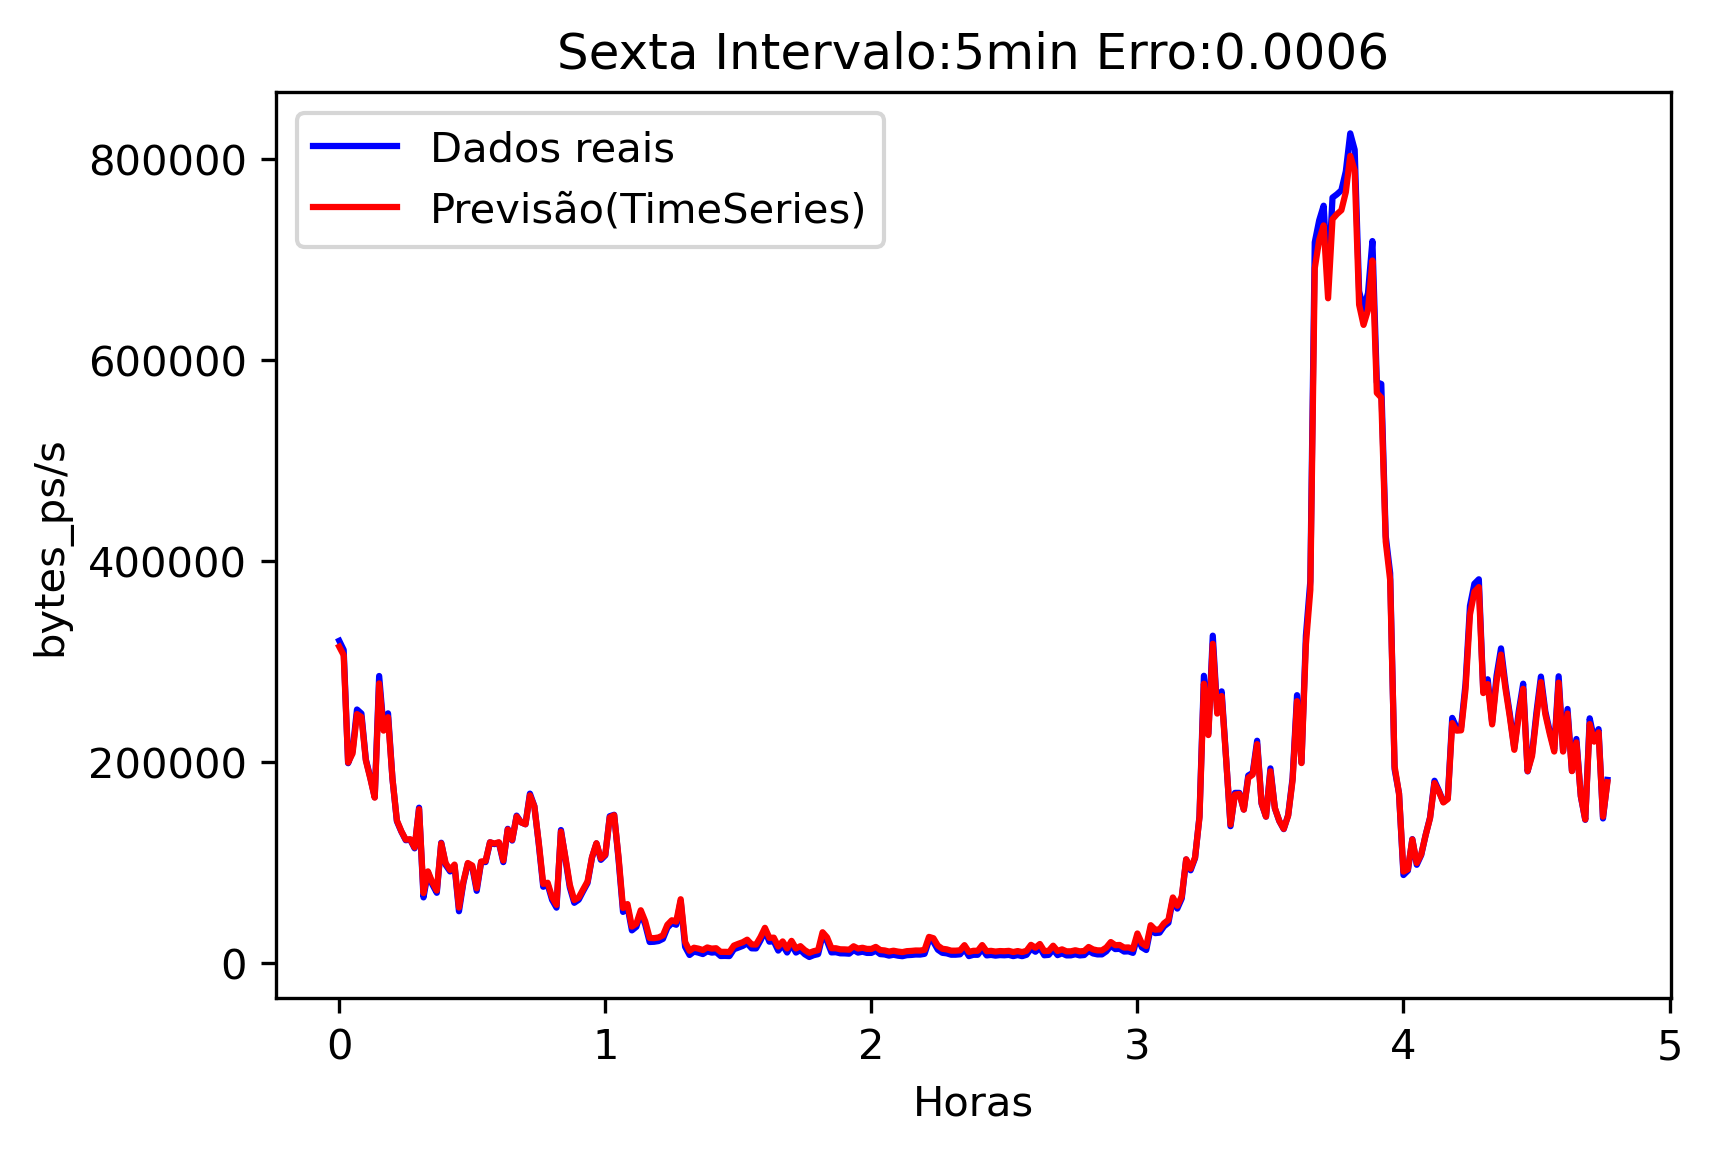 Sexta Intervalo:5min Erro:0.0006
Dados reais
Previsão(TimeSeries)
800000
600000
400000
200000
0
bytes_ps/s
0 1 2 3 4 5
Horas